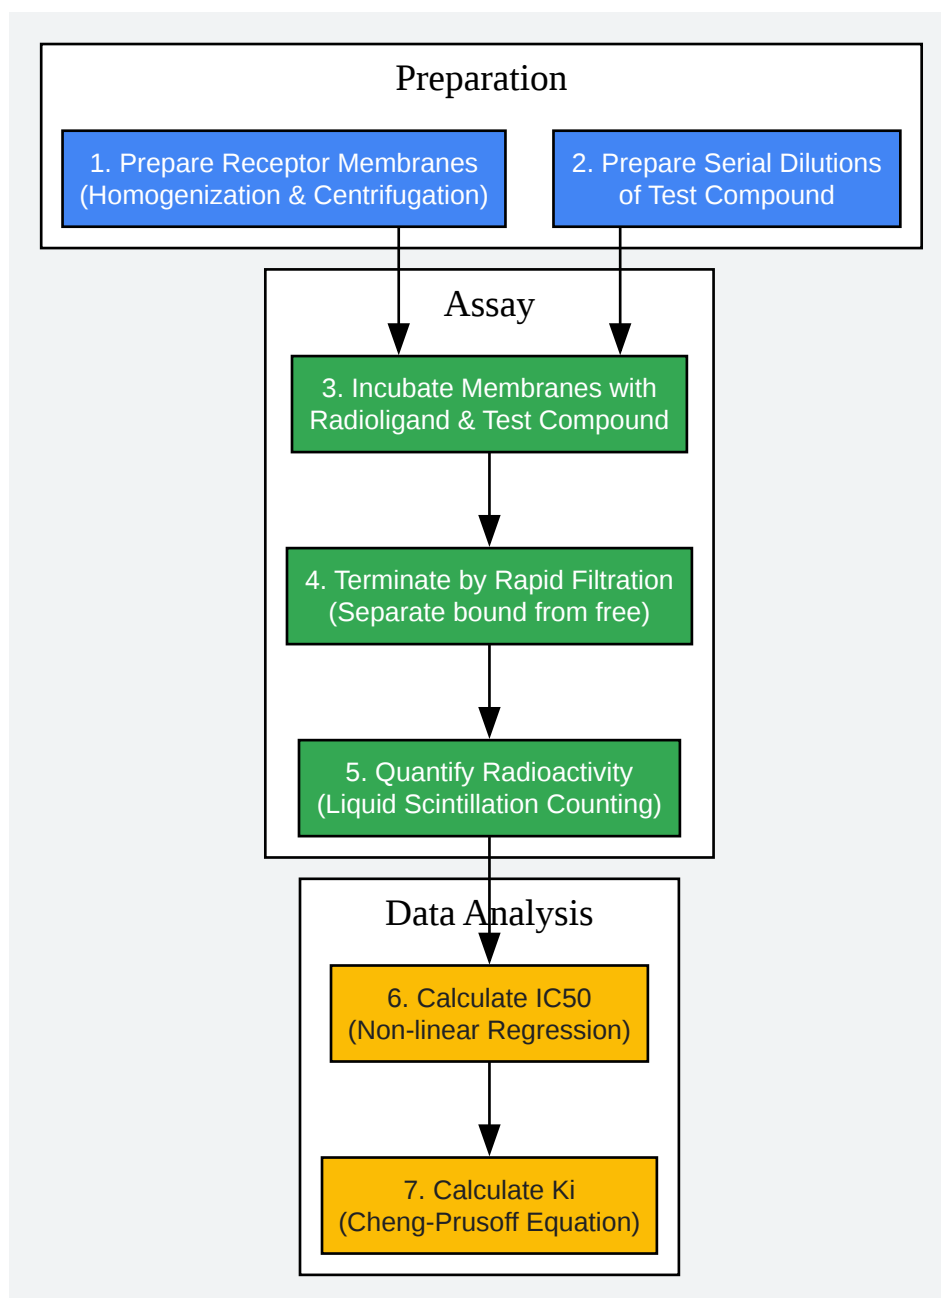 Preparation
1. Prepare Receptor Membranes
(Homogenization & Centrifugation)
2. Prepare Serial Dilutions
of Test Compound
Assay
3. Incubate Membranes with
Radioligand & Test Compound
4. Terminate by Rapid Filtration
(Separate bound from free)
5. Quantify Radioactivity
(Liquid Scintillation Counting)
Data Analysis
6. Calculate IC50
(Non-linear Regression)
7. Calculate Ki
(Cheng-Prusoff Equation)